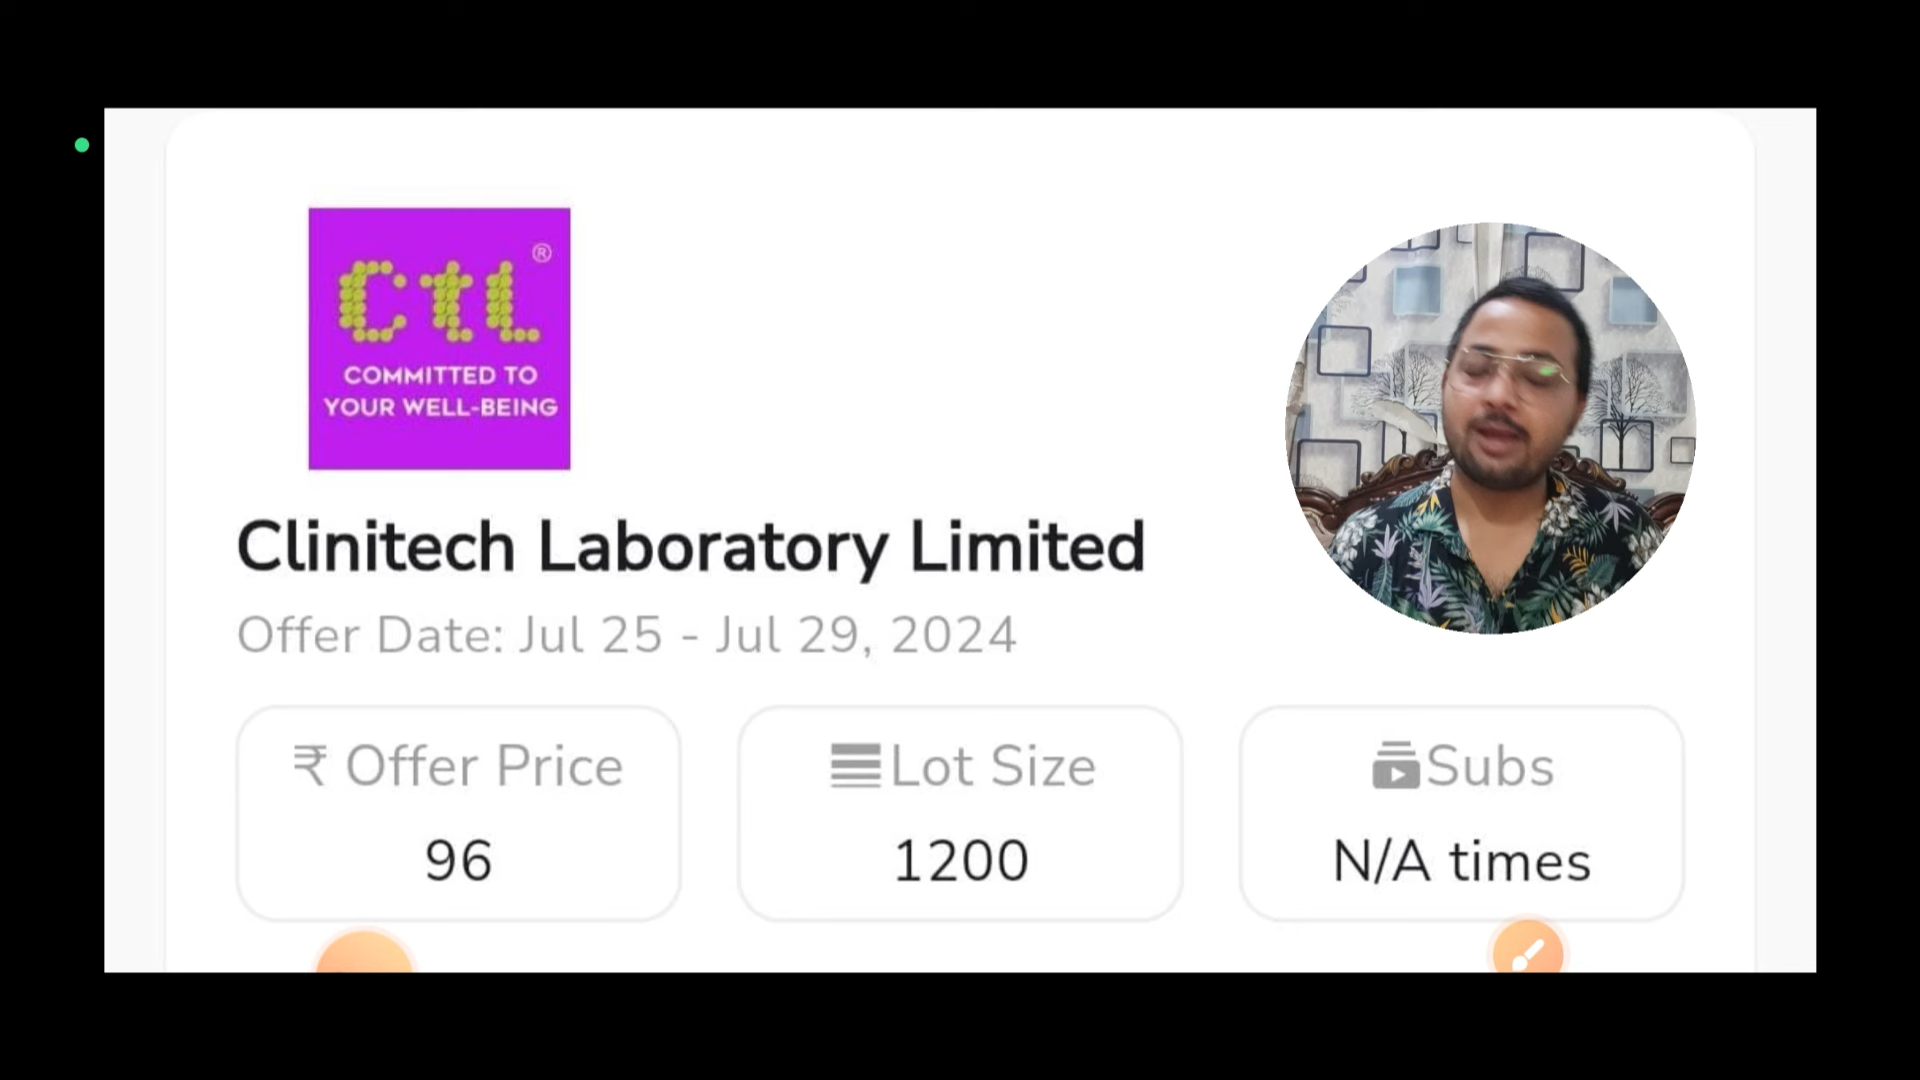 CtL®
COMMITTED TO
YOUR WELL-BEING
Clinitech Laboratory Limited
Offer Date: Jul 25 - Jul 29, 2024
₹ Offer Price
96
Lot Size
1200
Subs
N/A times